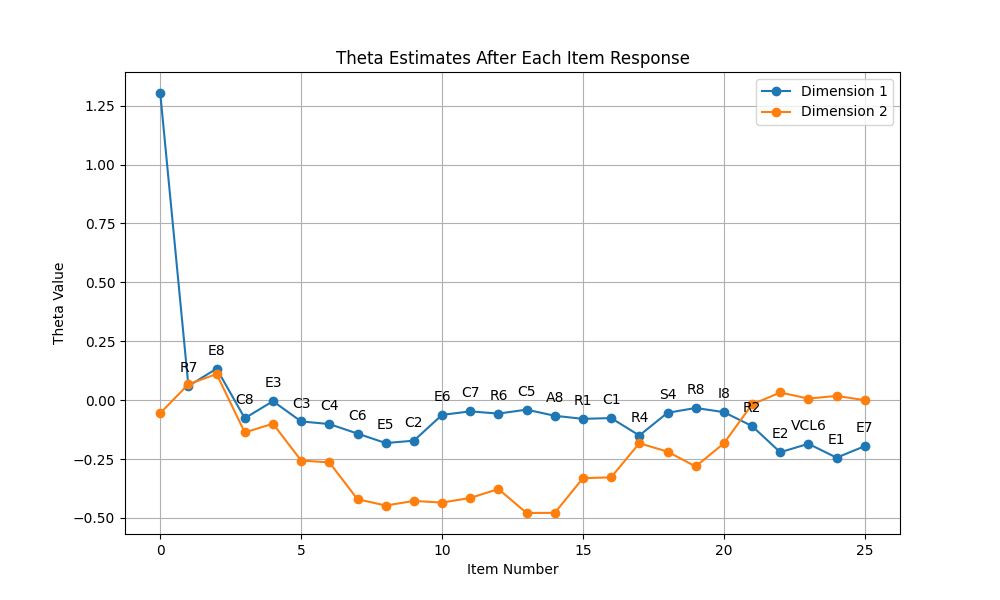 Theta Estimates After Each Item Response
Dimension 1
Dimension 2
Theta Value
1.25
1.00
0.75
0.50
0.25
0.00
−0.25
−0.50
R7
E8
C8
E3
C3
C4
C6
E5
C2
E6
C7
R6
C5
A8
R1
C1
R4
S4
R8
I8
R2
E2
VCL6
E1
E7
0
5
10
15
20
25
Item Number